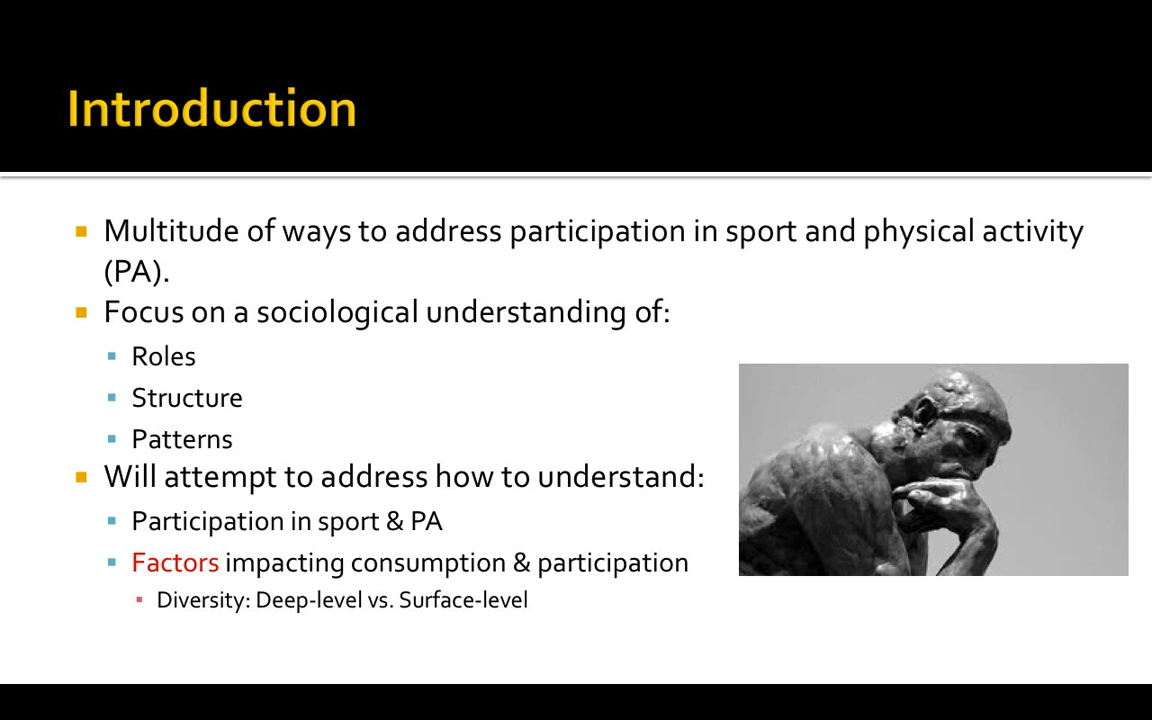 Introduction
Multitude of ways to address participation in sport and physical activity
(PA).
Focus on a sociological understanding of:
Roles
Structure
Patterns
Will attempt to address how to understand:
Participation in sport & PA
Factors impacting consumption & participation
Diversity: Deep-level vs. Surface-level